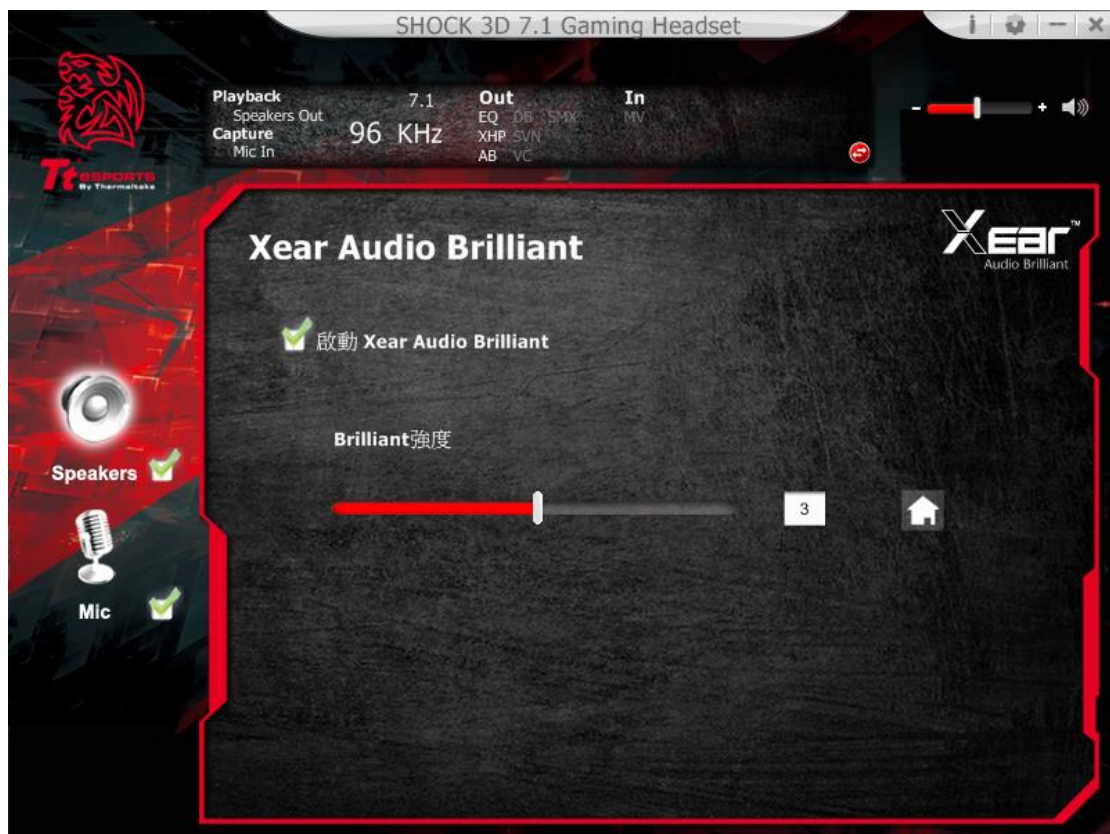 SHOCK 3D 7.1 Gaming Headset
i
Playback 7.1 Out In
Speakers Out EQ DB SMX MV
Capture 96 KHz XHP SVN
Mic In AB VC
- +
Tt eSPORTS
By Thermaltake
Xear Audio Brilliant
Xear™
Audio Brilliant
啟動 Xear Audio Brilliant
Brilliant強度
Speakers
3
Mic